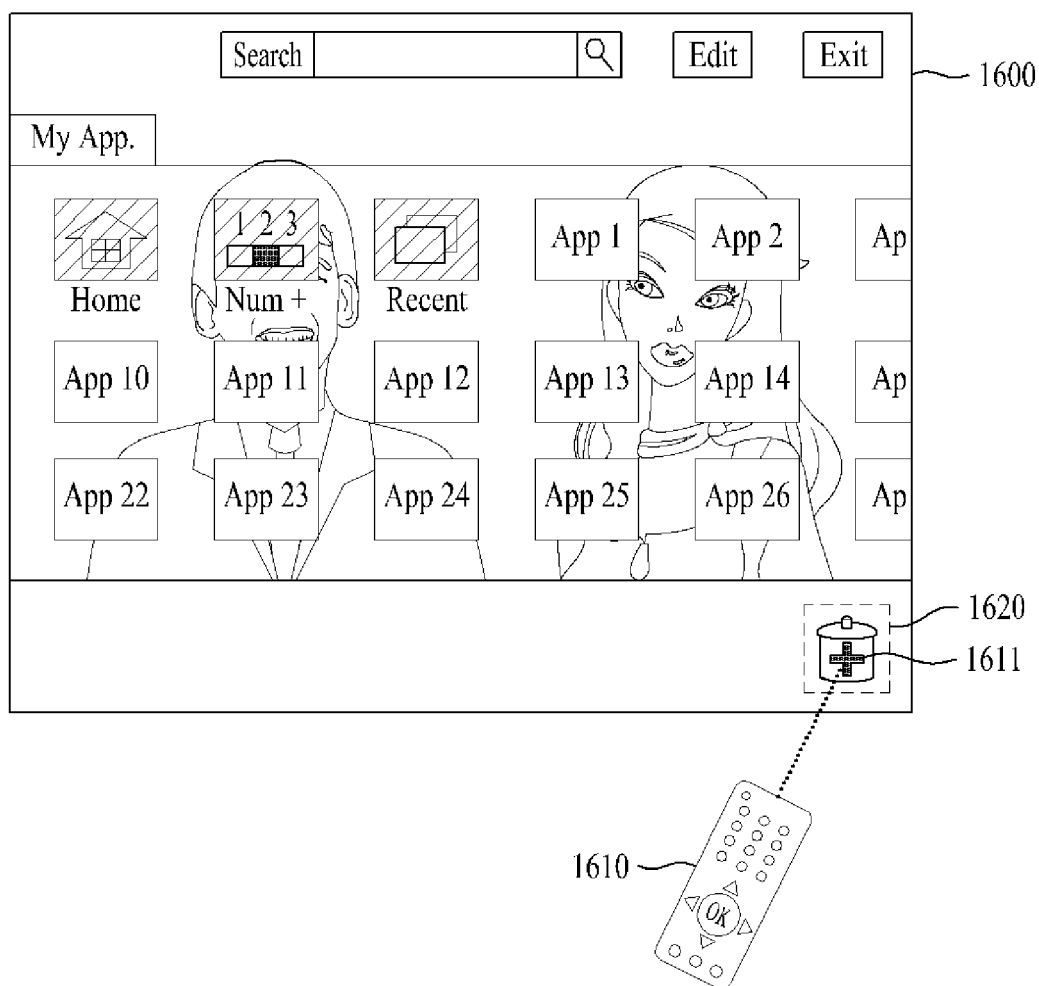 Search Edit Exit
1600
My App.
1 2 3 App 1 App 2 Ap
Home Num + Recent
App 10 App 11 App 12 App 13 App 14 Ap
App 22 App 23 App 24 App 25 App 26 Ap
1620
1611
1610
OK